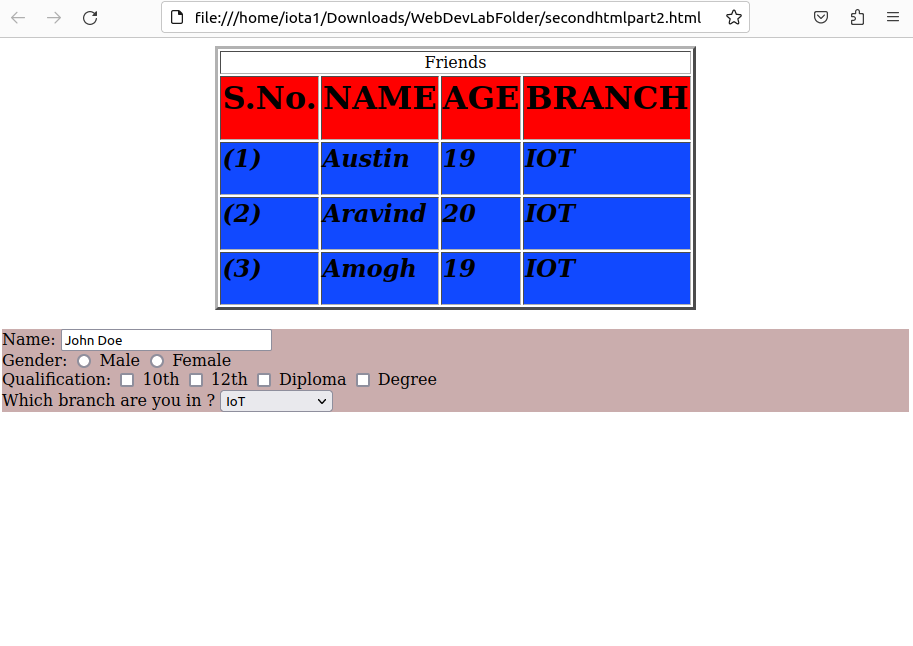 file:///home/iota1/Downloads/WebDevLabFolder/secondhtmlpart2.html
Friends
S.No. NAME AGE BRANCH
(1) Austin 19 IOT
(2) Aravind 20 IOT
(3) Amogh 19 IOT
Name: John Doe
Gender: Male Female
Qualification: 10th 12th Diploma Degree
Which branch are you in ? IoT